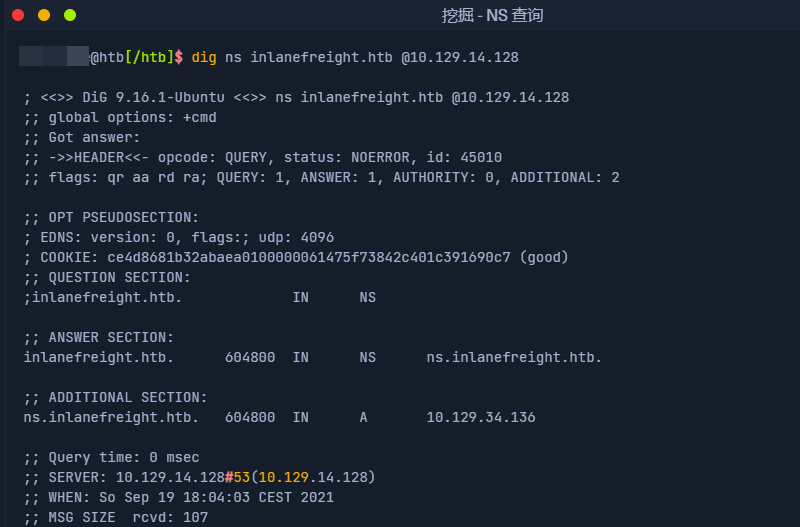 挖掘 - NS 查询
@htb[/htb]$ dig ns inlanefreight.htb @10.129.14.128
; <<>> DiG 9.16.1-Ubuntu <<>> ns inlanefreight.htb @10.129.14.128
;; global options: +cmd
;; Got answer:
;; ->>HEADER<<- opcode: QUERY, status: NOERROR, id: 45010
;; flags: qr aa rd ra; QUERY: 1, ANSWER: 1, AUTHORITY: 0, ADDITIONAL: 2
;; OPT PSEUDOSECTION:
; EDNS: version: 0, flags:; udp: 4096
; COOKIE: ce4d8681b32abaea0100000061475f73842c401c391690c7 (good)
;; QUESTION SECTION:
;inlanefreight.htb. IN NS
;; ANSWER SECTION:
inlanefreight.htb. 604800 IN NS ns.inlanefreight.htb.
;; ADDITIONAL SECTION:
ns.inlanefreight.htb. 604800 IN A 10.129.34.136
;; Query time: 0 msec
;; SERVER: 10.129.14.128#53(10.129.14.128)
;; WHEN: So Sep 19 18:04:03 CEST 2021
;; MSG SIZE rcvd: 107